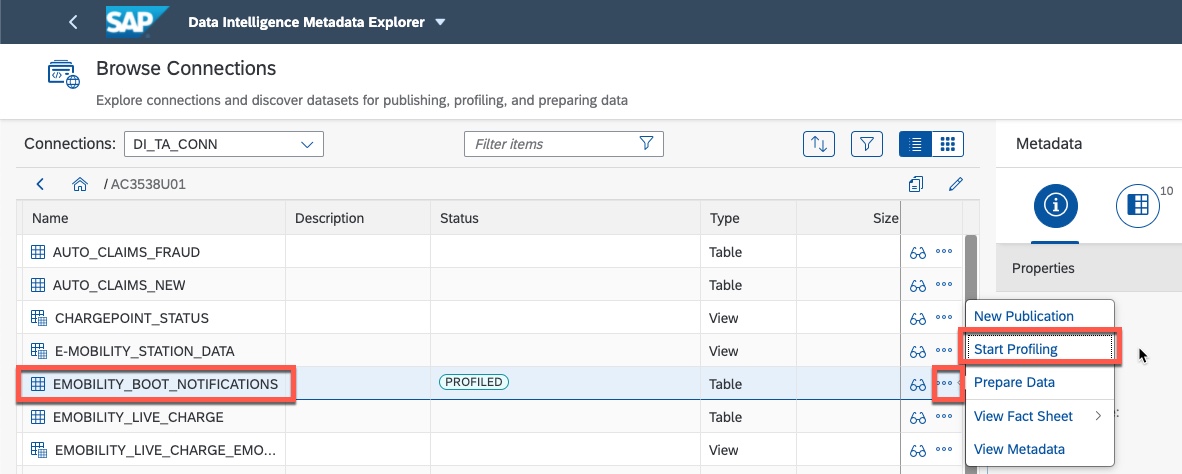 SAP Data Intelligence Metadata Explorer
Browse Connections
Explore connections and discover datasets for publishing, profiling, and preparing data
Connections: DI_TA_CONN Filter items Metadata
/ AC3538U01 10
Name Description Status Type Size
AUTO_CLAIMS_FRAUD Table
Properties
AUTO_CLAIMS_NEW Table
CHARGEPOINT_STATUS View New Publication
E-MOBILITY_STATION_DATA View Start Profiling
EMOBILITY_BOOT_NOTIFICATIONS PROFILED Table Prepare Data
EMOBILITY_LIVE_CHARGE Table View Fact Sheet
EMOBILITY_LIVE_CHARGE_EMO... View View Metadata